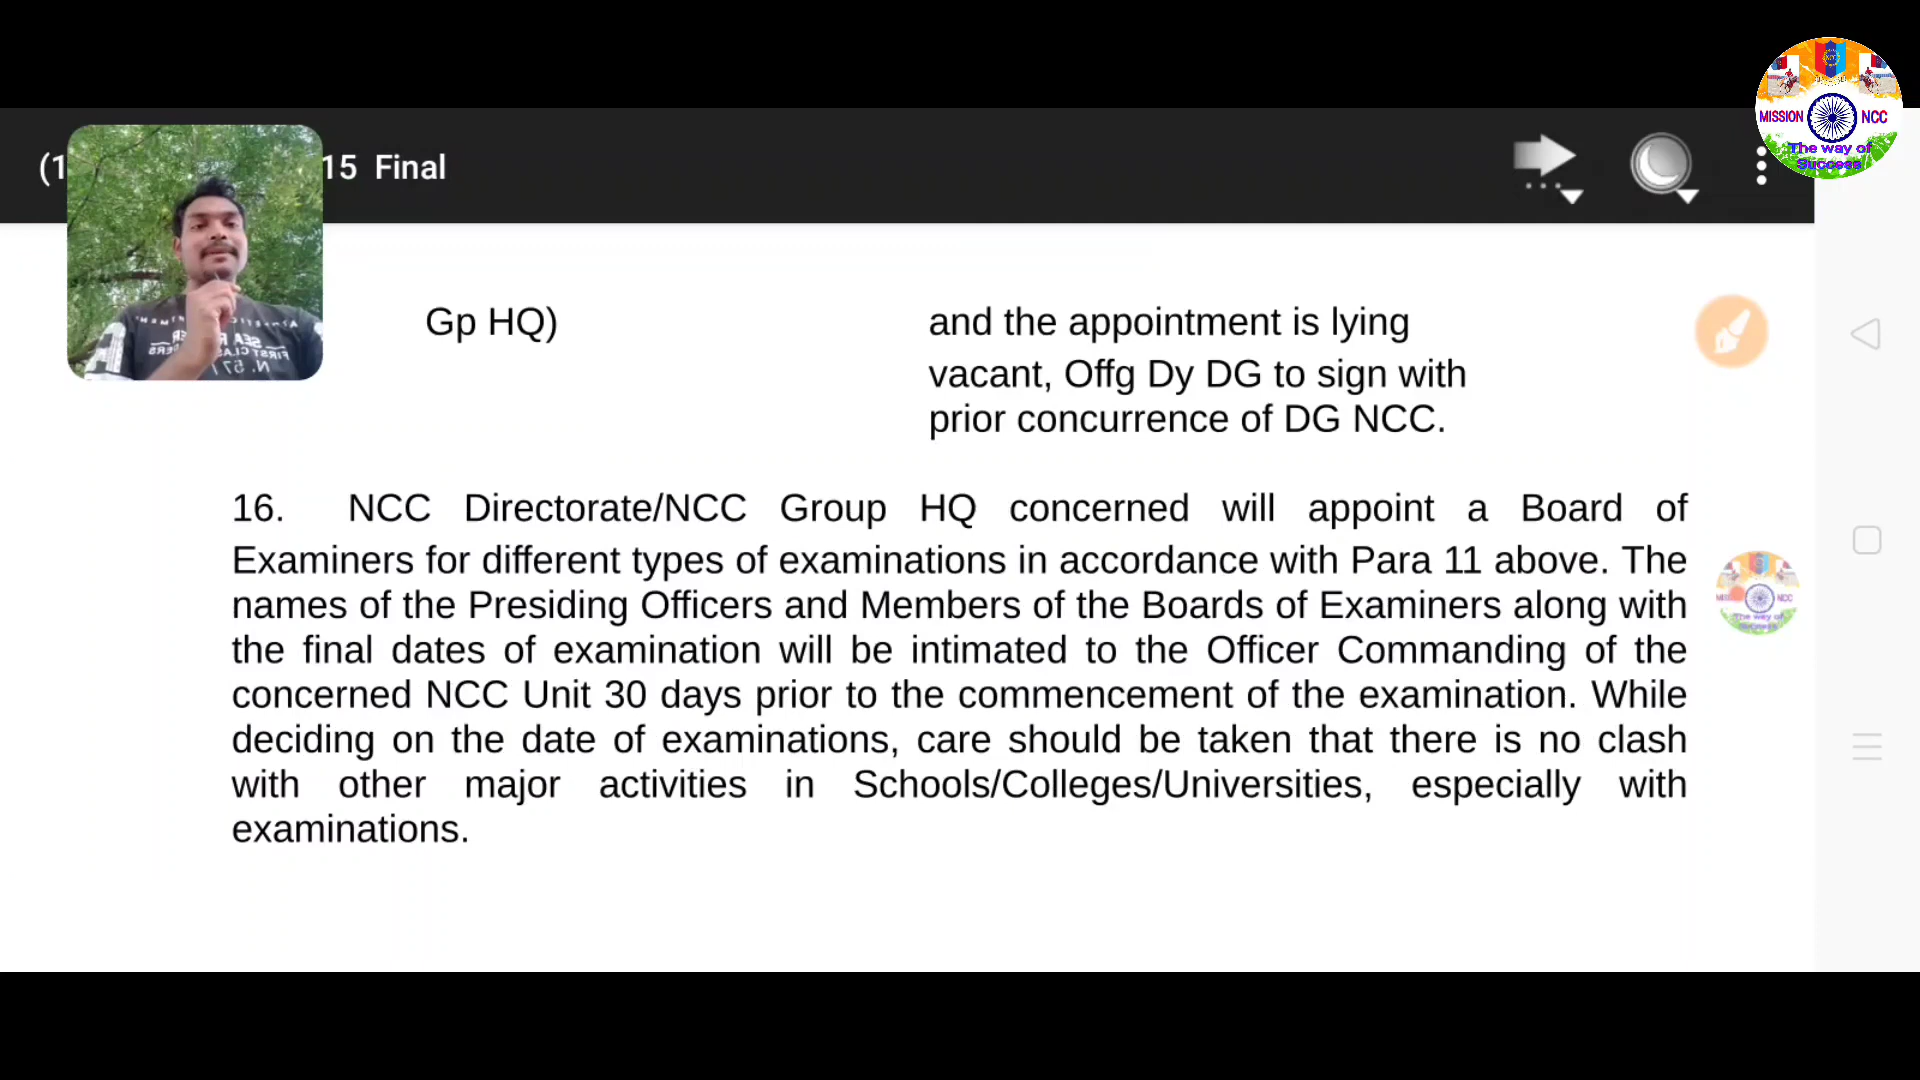 (1
15 Final
MISSION NCC
The way of
Success
Gp HQ)
and the appointment is lying
vacant, Offg Dy DG to sign with
prior concurrence of DG NCC.
16. NCC Directorate/NCC Group HQ concerned will appoint a Board of
Examiners for different types of examinations in accordance with Para 11 above. The
names of the Presiding Officers and Members of the Boards of Examiners along with
the final dates of examination will be intimated to the Officer Commanding of the
concerned NCC Unit 30 days prior to the commencement of the examination. While
deciding on the date of examinations, care should be taken that there is no clash
with other major activities in Schools/Colleges/Universities, especially with
examinations.